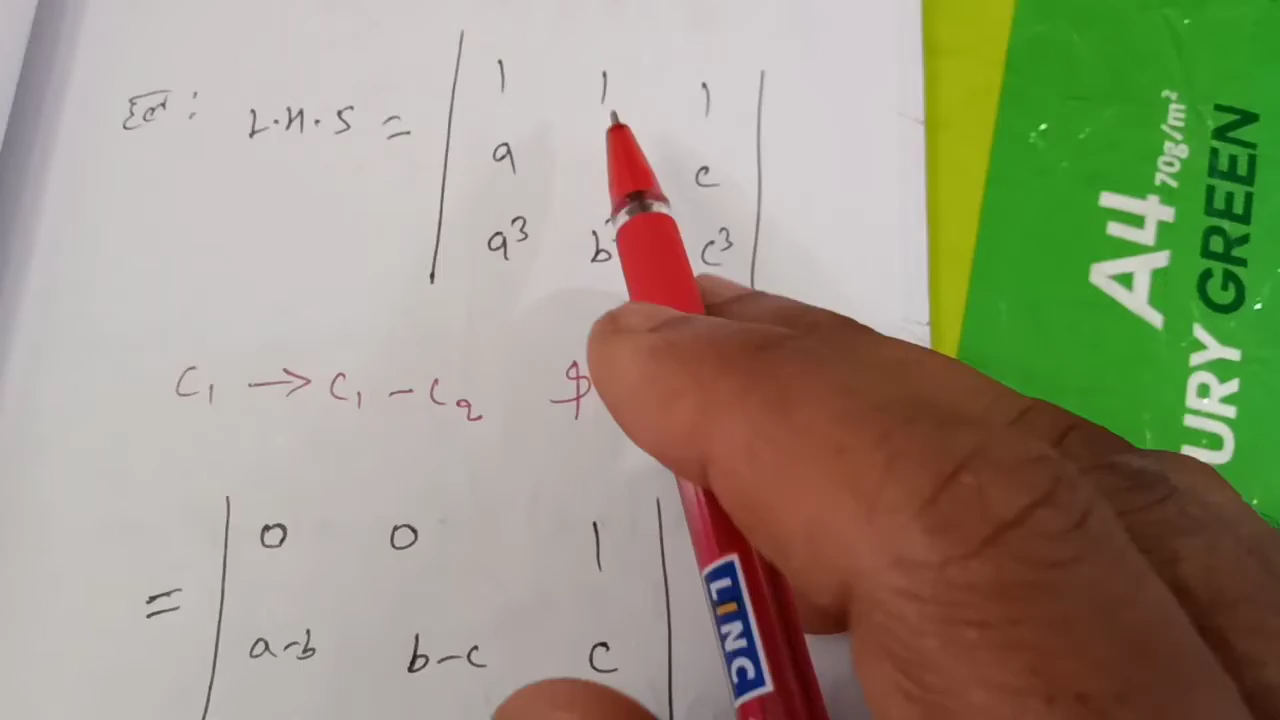 हल : L.H.S =
1 1 1
a c
a³ b c³
C₁ → C₁ - C₂ $
0 0 1
=
a-b b-c c
A4 70g/m²
URY GREEN
LINC